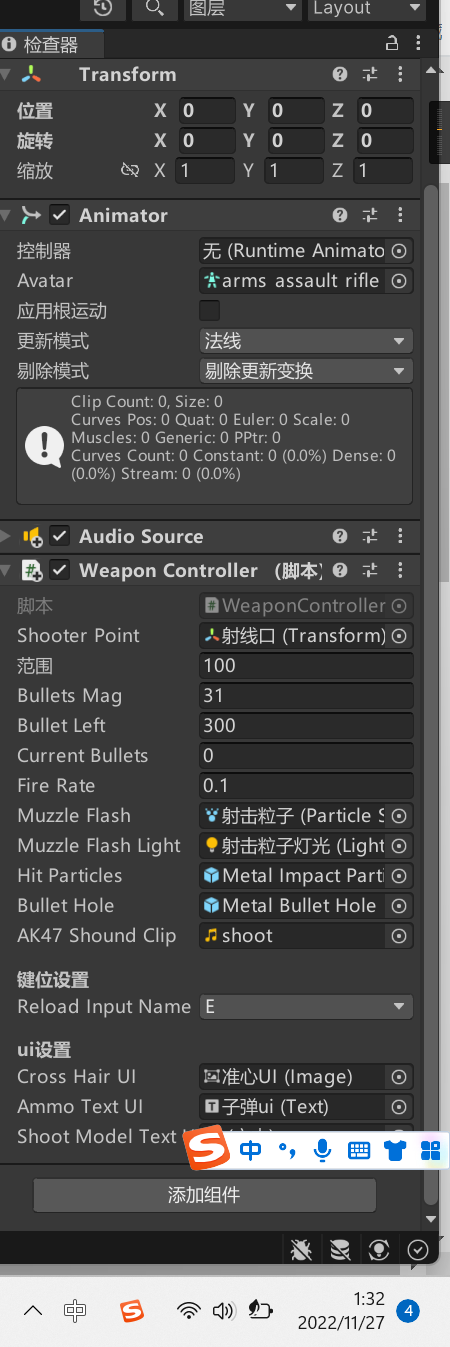 图层 Layout
检查器
Transform
位置 X 0 Y 0 Z 0
旋转 X 0 Y 0 Z 0
缩放 X 1 Y 1 Z 1
Animator
控制器 无 (Runtime Animato
Avatar arms assault rifle
应用根运动
更新模式 法线
剔除模式 剔除更新变换
Clip Count: 0, Size: 0
Curves Pos: 0 Quat: 0 Euler: 0 Scale: 0
Muscles: 0 Generic: 0 PPtr: 0
Curves Count: 0 Constant: 0 (0.0%) Dense: 0
(0.0%) Stream: 0 (0.0%)
Audio Source
# Weapon Controller (脚本)
脚本 # WeaponController
Shooter Point 射线口 (Transform)
范围 100
Bullets Mag 31
Bullet Left 300
Current Bullets 0
Fire Rate 0.1
Muzzle Flash 射击粒子 (Particle S
Muzzle Flash Light 射击粒子灯光 (Light
Hit Particles Metal Impact Parti
Bullet Hole Metal Bullet Hole
AK47 Shound Clip shoot
键位设置
Reload Input Name E
ui设置
Cross Hair UI 准心UI (Image)
Ammo Text UI T 子弹ui (Text)
Shoot Model Text
S 中 °,
添加组件
中 S 1:32
2022/11/27 4